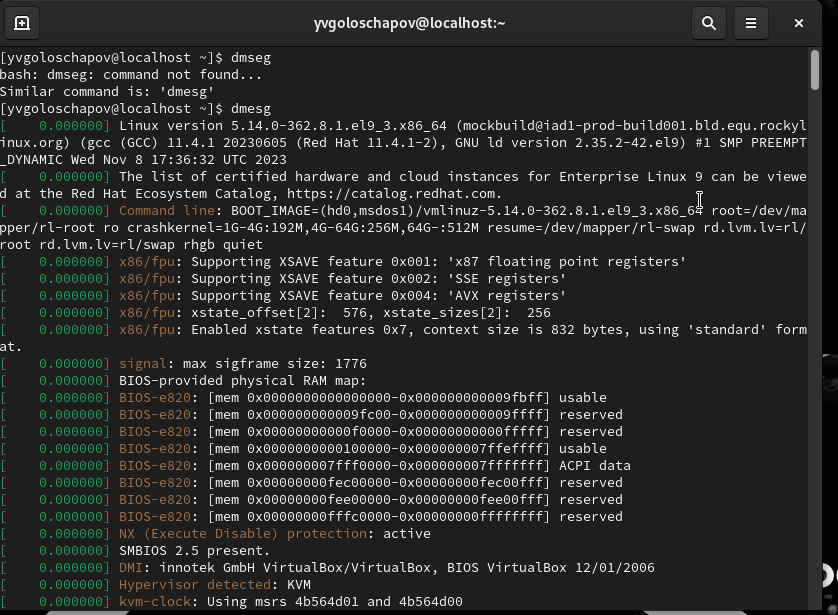 yvgoloschapov@localhost:~
[yvgoloschapov@localhost ~]$ dmseg
bash: dmseg: command not found...
Similar command is: 'dmesg'
[yvgoloschapov@localhost ~]$ dmesg
[    0.000000] Linux version 5.14.0-362.8.1.el9_3.x86_64 (mockbuild@iad1-prod-build001.bld.equ.rockyl
inux.org) (gcc (GCC) 11.4.1 20230605 (Red Hat 11.4.1-2), GNU ld version 2.35.2-42.el9) #1 SMP PREEMPT
_DYNAMIC Wed Nov 8 17:36:32 UTC 2023
[    0.000000] The list of certified hardware and cloud instances for Enterprise Linux 9 can be viewe
d at the Red Hat Ecosystem Catalog, https://catalog.redhat.com.
[    0.000000] Command line: BOOT_IMAGE=(hd0,msdos1)/vmlinuz-5.14.0-362.8.1.el9_3.x86_64 root=/dev/ma
pper/rl-root ro crashkernel=1G-4G:192M,4G-64G:256M,64G-:512M resume=/dev/mapper/rl-swap rd.lvm.lv=rl/
root rd.lvm.lv=rl/swap rhgb quiet
[    0.000000] x86/fpu: Supporting XSAVE feature 0x001: 'x87 floating point registers'
[    0.000000] x86/fpu: Supporting XSAVE feature 0x002: 'SSE registers'
[    0.000000] x86/fpu: Supporting XSAVE feature 0x004: 'AVX registers'
[    0.000000] x86/fpu: xstate_offset[2]:  576, xstate_sizes[2]:  256
[    0.000000] x86/fpu: Enabled xstate features 0x7, context size is 832 bytes, using 'standard' form
at.
[    0.000000] signal: max sigframe size: 1776
[    0.000000] BIOS-provided physical RAM map:
[    0.000000] BIOS-e820: [mem 0x0000000000000000-0x000000000009fbff] usable
[    0.000000] BIOS-e820: [mem 0x000000000009fc00-0x000000000009ffff] reserved
[    0.000000] BIOS-e820: [mem 0x00000000000f0000-0x00000000000fffff] reserved
[    0.000000] BIOS-e820: [mem 0x0000000000100000-0x000000007ffeffff] usable
[    0.000000] BIOS-e820: [mem 0x000000007fff0000-0x000000007fffffff] ACPI data
[    0.000000] BIOS-e820: [mem 0x00000000fec00000-0x00000000fec00fff] reserved
[    0.000000] BIOS-e820: [mem 0x00000000fee00000-0x00000000fee00fff] reserved
[    0.000000] BIOS-e820: [mem 0x00000000fffc0000-0x00000000ffffffff] reserved
[    0.000000] NX (Execute Disable) protection: active
[    0.000000] SMBIOS 2.5 present.
[    0.000000] DMI: innotek GmbH VirtualBox/VirtualBox, BIOS VirtualBox 12/01/2006
[    0.000000] Hypervisor detected: KVM
[    0.000000] kvm-clock: Using msrs 4b564d01 and 4b564d00